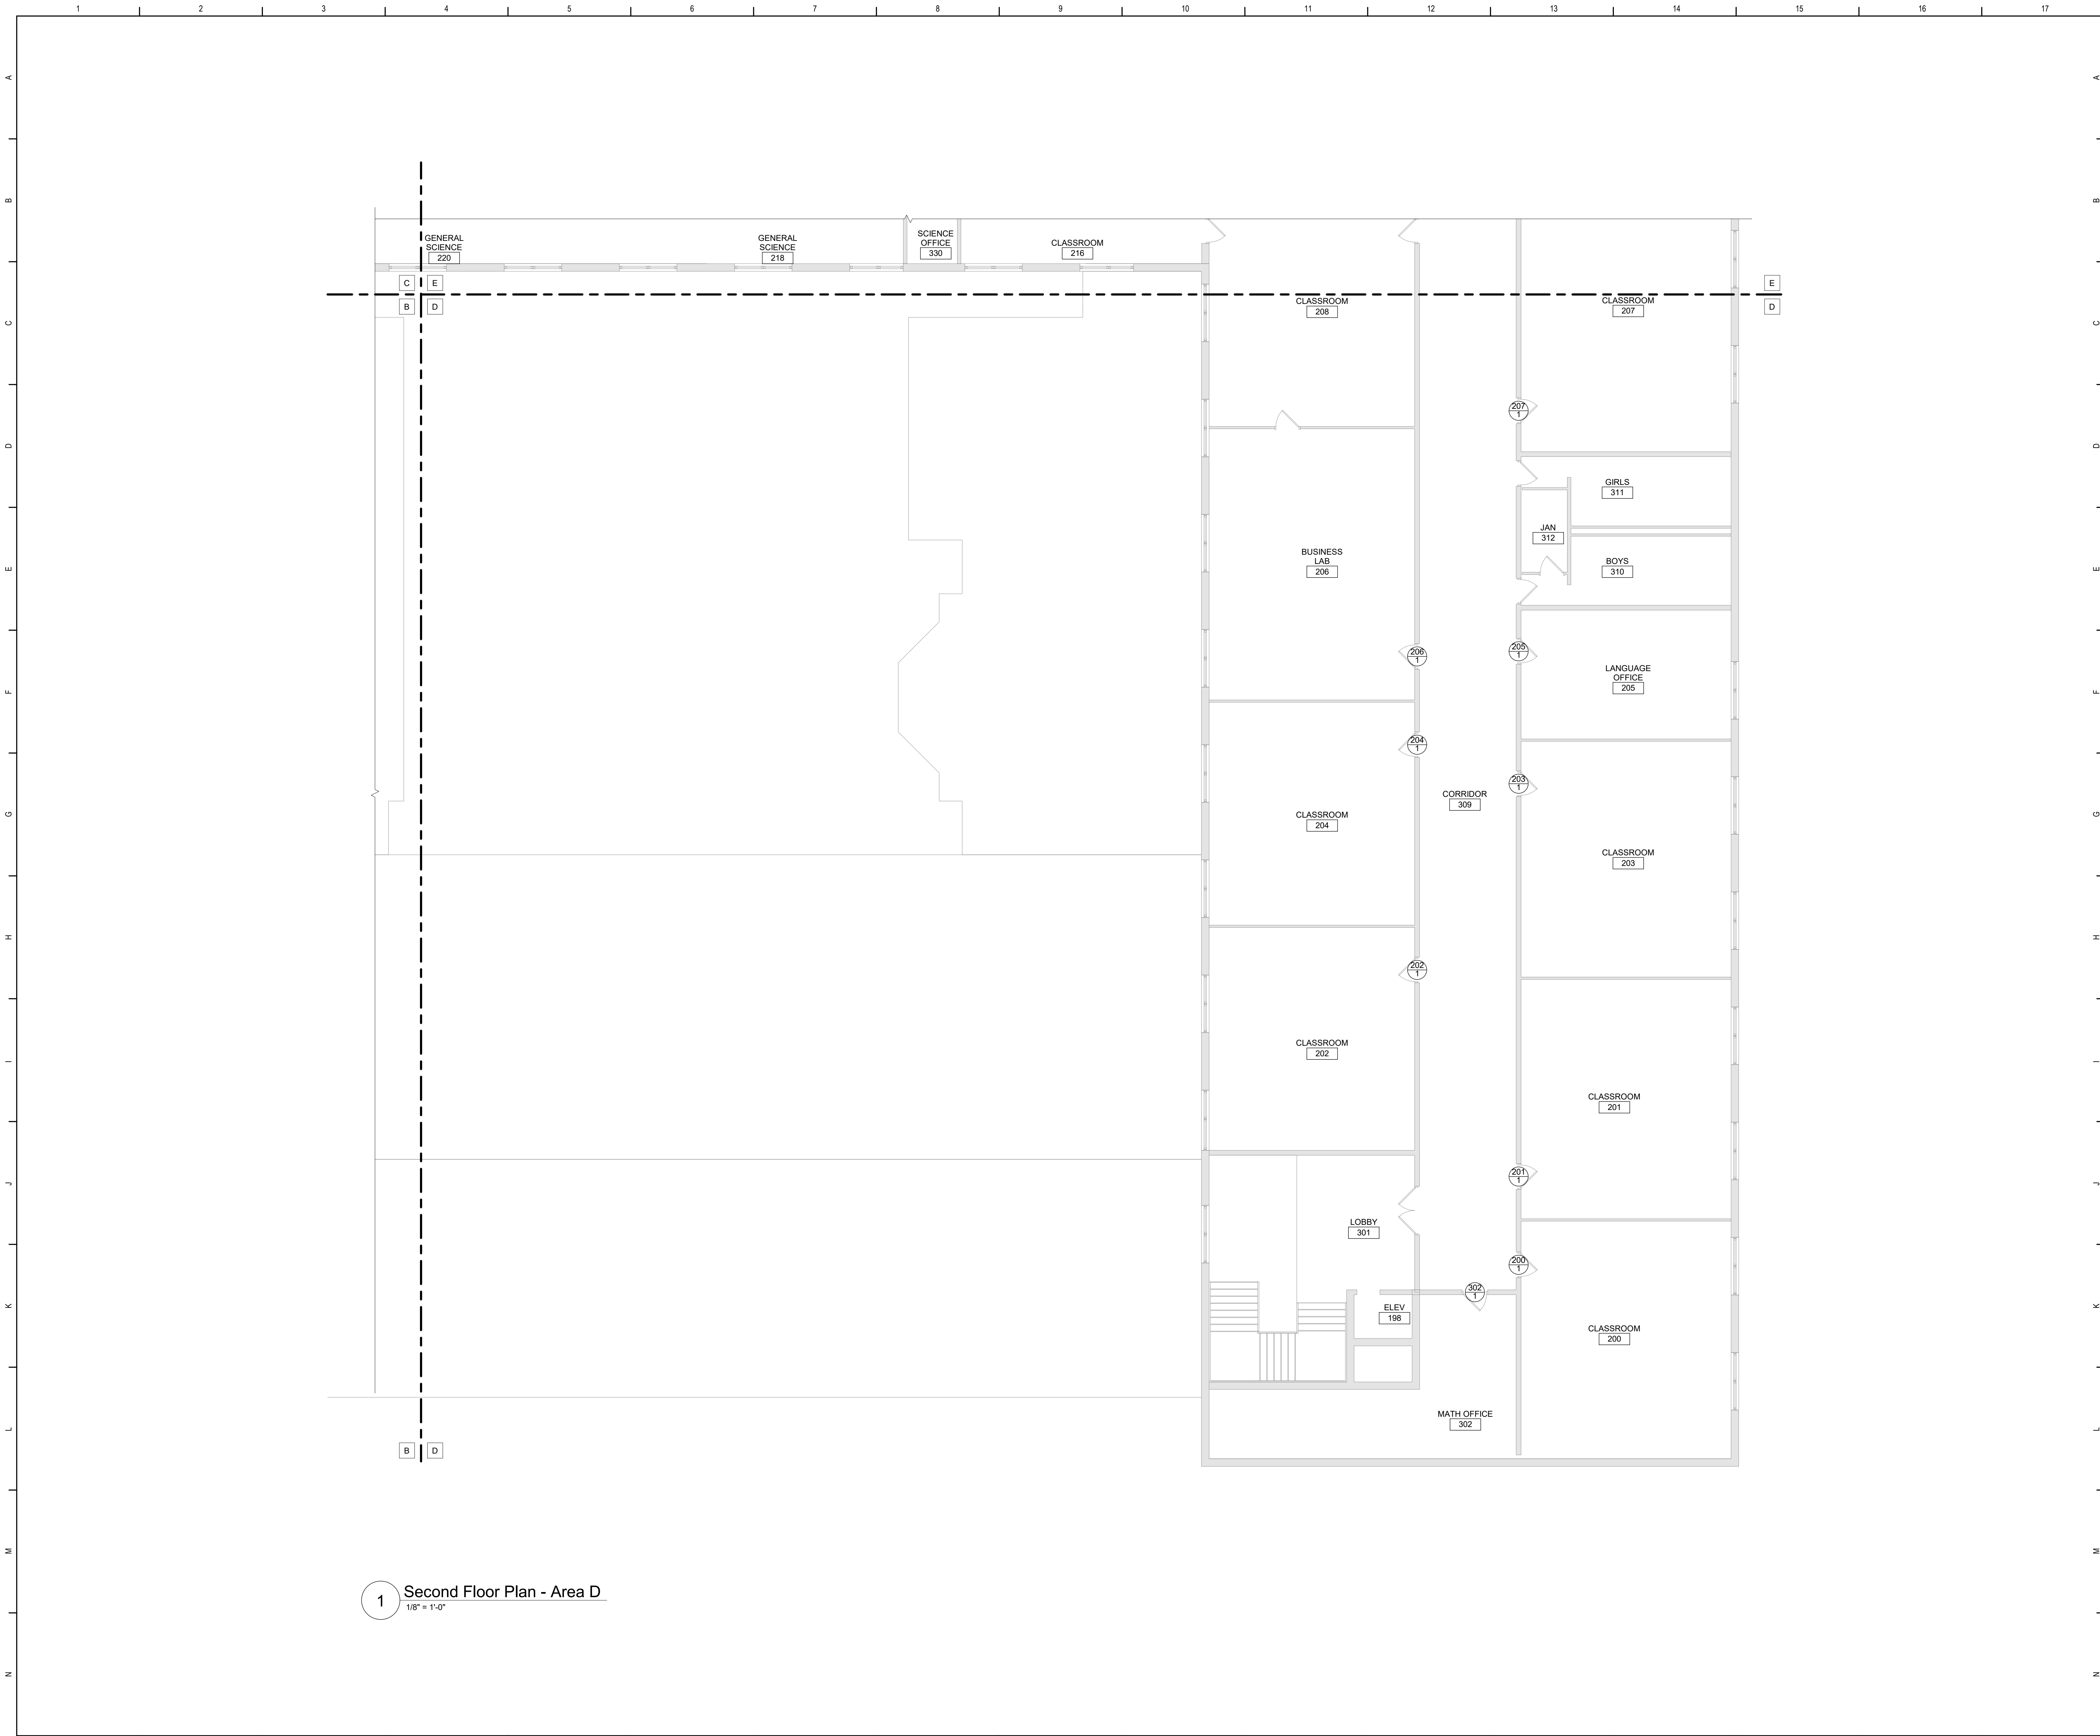 1 2 3 4 5 6 7 8 9 10 11 12 13 14 15 16 17
A A
B B
GENERAL
SCIENCE
220
GENERAL
SCIENCE
218
SCIENCE
OFFICE
330
CLASSROOM
216
C E
B D
E
D
CLASSROOM
208
CLASSROOM
207
C C
207
1
D D
GIRLS
311
JAN
312
BUSINESS
LAB
206
BOYS
310
E E
206
1
205
1
LANGUAGE
OFFICE
205
F F
204
1
203
1
CORRIDOR
309
CLASSROOM
204
G G
CLASSROOM
203
H H
202
1
CLASSROOM
202
I I
CLASSROOM
201
201
1
J J
LOBBY
301
200
1
302
1
ELEV
198
K K
CLASSROOM
200
MATH OFFICE
302
L L
B D
M M
1
Second Floor Plan - Area D
1/8" = 1'-0"
N N